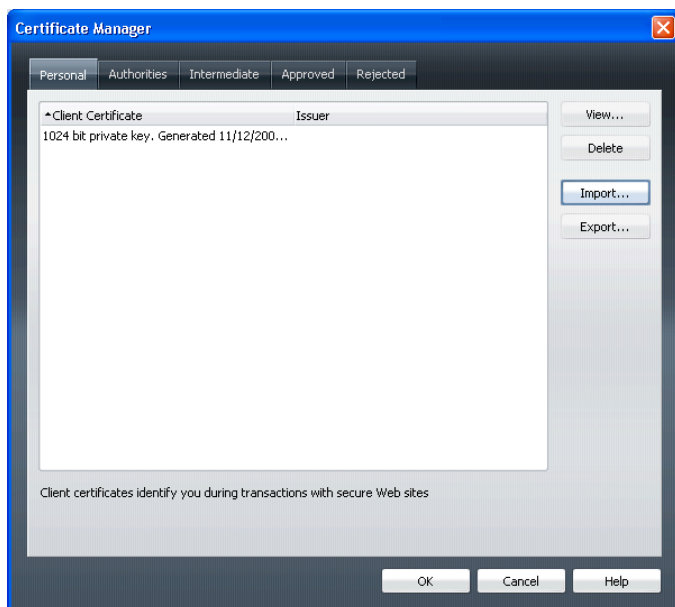 Certificate Manager
Personal Authorities Intermediate Approved Rejected
Client Certificate Issuer View...
1024 bit private key. Generated 11/12/200...
Delete
Import...
Export...
Client certificates identify you during transactions with secure Web sites
OK Cancel Help